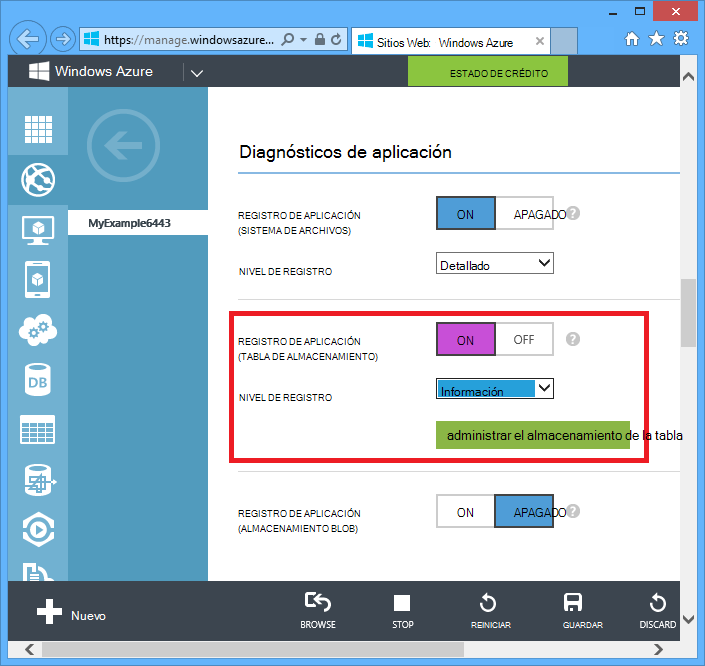 https://manage.windowsazure...
Sitios Web: Windows Azure
Windows Azure
ESTADO DE CRÉDITO
MyExample6443
Diagnósticos de aplicación
REGISTRO DE APLICACIÓN
(SISTEMA DE ARCHIVOS)
ON
APAGADO
?
NIVEL DE REGISTRO
Detallado
REGISTRO DE APLICACIÓN
(TABLA DE ALMACENAMIENTO)
ON
OFF
?
NIVEL DE REGISTRO
Información
administrar el almacenamiento de la tabla
REGISTRO DE APLICACIÓN
(ALMACENAMIENTO BLOB)
ON
APAGADO
?
DB
Nuevo
BROWSE
STOP
REINICIAR
GUARDAR
DISCARD